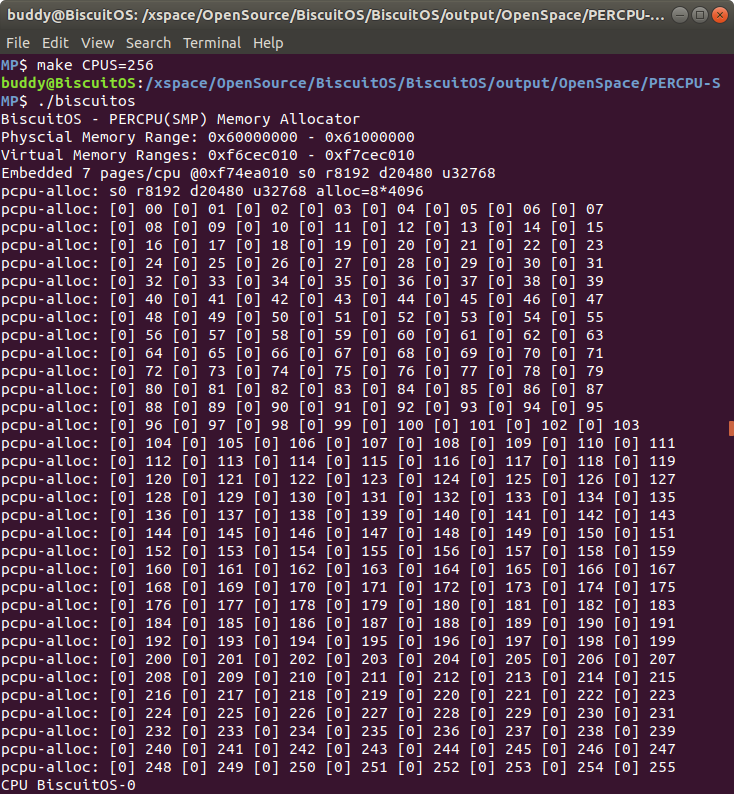 buddy@BiscuitOS: /xspace/OpenSource/BiscuitOS/BiscuitOS/output/OpenSpace/PERCPU-...
File Edit View Search Terminal Help
MP$ make CPUS=256
buddy@BiscuitOS:/xspace/OpenSource/BiscuitOS/BiscuitOS/output/OpenSpace/PERCPU-S
MP$ ./biscuitos
BiscuitOS - PERCPU(SMP) Memory Allocator
Physcial Memory Range: 0x60000000 - 0x61000000
Virtual Memory Ranges: 0xf6cec010 - 0xf7cec010
Embedded 7 pages/cpu @0xf74ea010 s0 r8192 d20480 u32768
pcpu-alloc: s0 r8192 d20480 u32768 alloc=8*4096
pcpu-alloc: [0] 00 [0] 01 [0] 02 [0] 03 [0] 04 [0] 05 [0] 06 [0] 07
pcpu-alloc: [0] 08 [0] 09 [0] 10 [0] 11 [0] 12 [0] 13 [0] 14 [0] 15
pcpu-alloc: [0] 16 [0] 17 [0] 18 [0] 19 [0] 20 [0] 21 [0] 22 [0] 23
pcpu-alloc: [0] 24 [0] 25 [0] 26 [0] 27 [0] 28 [0] 29 [0] 30 [0] 31
pcpu-alloc: [0] 32 [0] 33 [0] 34 [0] 35 [0] 36 [0] 37 [0] 38 [0] 39
pcpu-alloc: [0] 40 [0] 41 [0] 42 [0] 43 [0] 44 [0] 45 [0] 46 [0] 47
pcpu-alloc: [0] 48 [0] 49 [0] 50 [0] 51 [0] 52 [0] 53 [0] 54 [0] 55
pcpu-alloc: [0] 56 [0] 57 [0] 58 [0] 59 [0] 60 [0] 61 [0] 62 [0] 63
pcpu-alloc: [0] 64 [0] 65 [0] 66 [0] 67 [0] 68 [0] 69 [0] 70 [0] 71
pcpu-alloc: [0] 72 [0] 73 [0] 74 [0] 75 [0] 76 [0] 77 [0] 78 [0] 79
pcpu-alloc: [0] 80 [0] 81 [0] 82 [0] 83 [0] 84 [0] 85 [0] 86 [0] 87
pcpu-alloc: [0] 88 [0] 89 [0] 90 [0] 91 [0] 92 [0] 93 [0] 94 [0] 95
pcpu-alloc: [0] 96 [0] 97 [0] 98 [0] 99 [0] 100 [0] 101 [0] 102 [0] 103
pcpu-alloc: [0] 104 [0] 105 [0] 106 [0] 107 [0] 108 [0] 109 [0] 110 [0] 111
pcpu-alloc: [0] 112 [0] 113 [0] 114 [0] 115 [0] 116 [0] 117 [0] 118 [0] 119
pcpu-alloc: [0] 120 [0] 121 [0] 122 [0] 123 [0] 124 [0] 125 [0] 126 [0] 127
pcpu-alloc: [0] 128 [0] 129 [0] 130 [0] 131 [0] 132 [0] 133 [0] 134 [0] 135
pcpu-alloc: [0] 136 [0] 137 [0] 138 [0] 139 [0] 140 [0] 141 [0] 142 [0] 143
pcpu-alloc: [0] 144 [0] 145 [0] 146 [0] 147 [0] 148 [0] 149 [0] 150 [0] 151
pcpu-alloc: [0] 152 [0] 153 [0] 154 [0] 155 [0] 156 [0] 157 [0] 158 [0] 159
pcpu-alloc: [0] 160 [0] 161 [0] 162 [0] 163 [0] 164 [0] 165 [0] 166 [0] 167
pcpu-alloc: [0] 168 [0] 169 [0] 170 [0] 171 [0] 172 [0] 173 [0] 174 [0] 175
pcpu-alloc: [0] 176 [0] 177 [0] 178 [0] 179 [0] 180 [0] 181 [0] 182 [0] 183
pcpu-alloc: [0] 184 [0] 185 [0] 186 [0] 187 [0] 188 [0] 189 [0] 190 [0] 191
pcpu-alloc: [0] 192 [0] 193 [0] 194 [0] 195 [0] 196 [0] 197 [0] 198 [0] 199
pcpu-alloc: [0] 200 [0] 201 [0] 202 [0] 203 [0] 204 [0] 205 [0] 206 [0] 207
pcpu-alloc: [0] 208 [0] 209 [0] 210 [0] 211 [0] 212 [0] 213 [0] 214 [0] 215
pcpu-alloc: [0] 216 [0] 217 [0] 218 [0] 219 [0] 220 [0] 221 [0] 222 [0] 223
pcpu-alloc: [0] 224 [0] 225 [0] 226 [0] 227 [0] 228 [0] 229 [0] 230 [0] 231
pcpu-alloc: [0] 232 [0] 233 [0] 234 [0] 235 [0] 236 [0] 237 [0] 238 [0] 239
pcpu-alloc: [0] 240 [0] 241 [0] 242 [0] 243 [0] 244 [0] 245 [0] 246 [0] 247
pcpu-alloc: [0] 248 [0] 249 [0] 250 [0] 251 [0] 252 [0] 253 [0] 254 [0] 255
CPU BiscuitOS-0